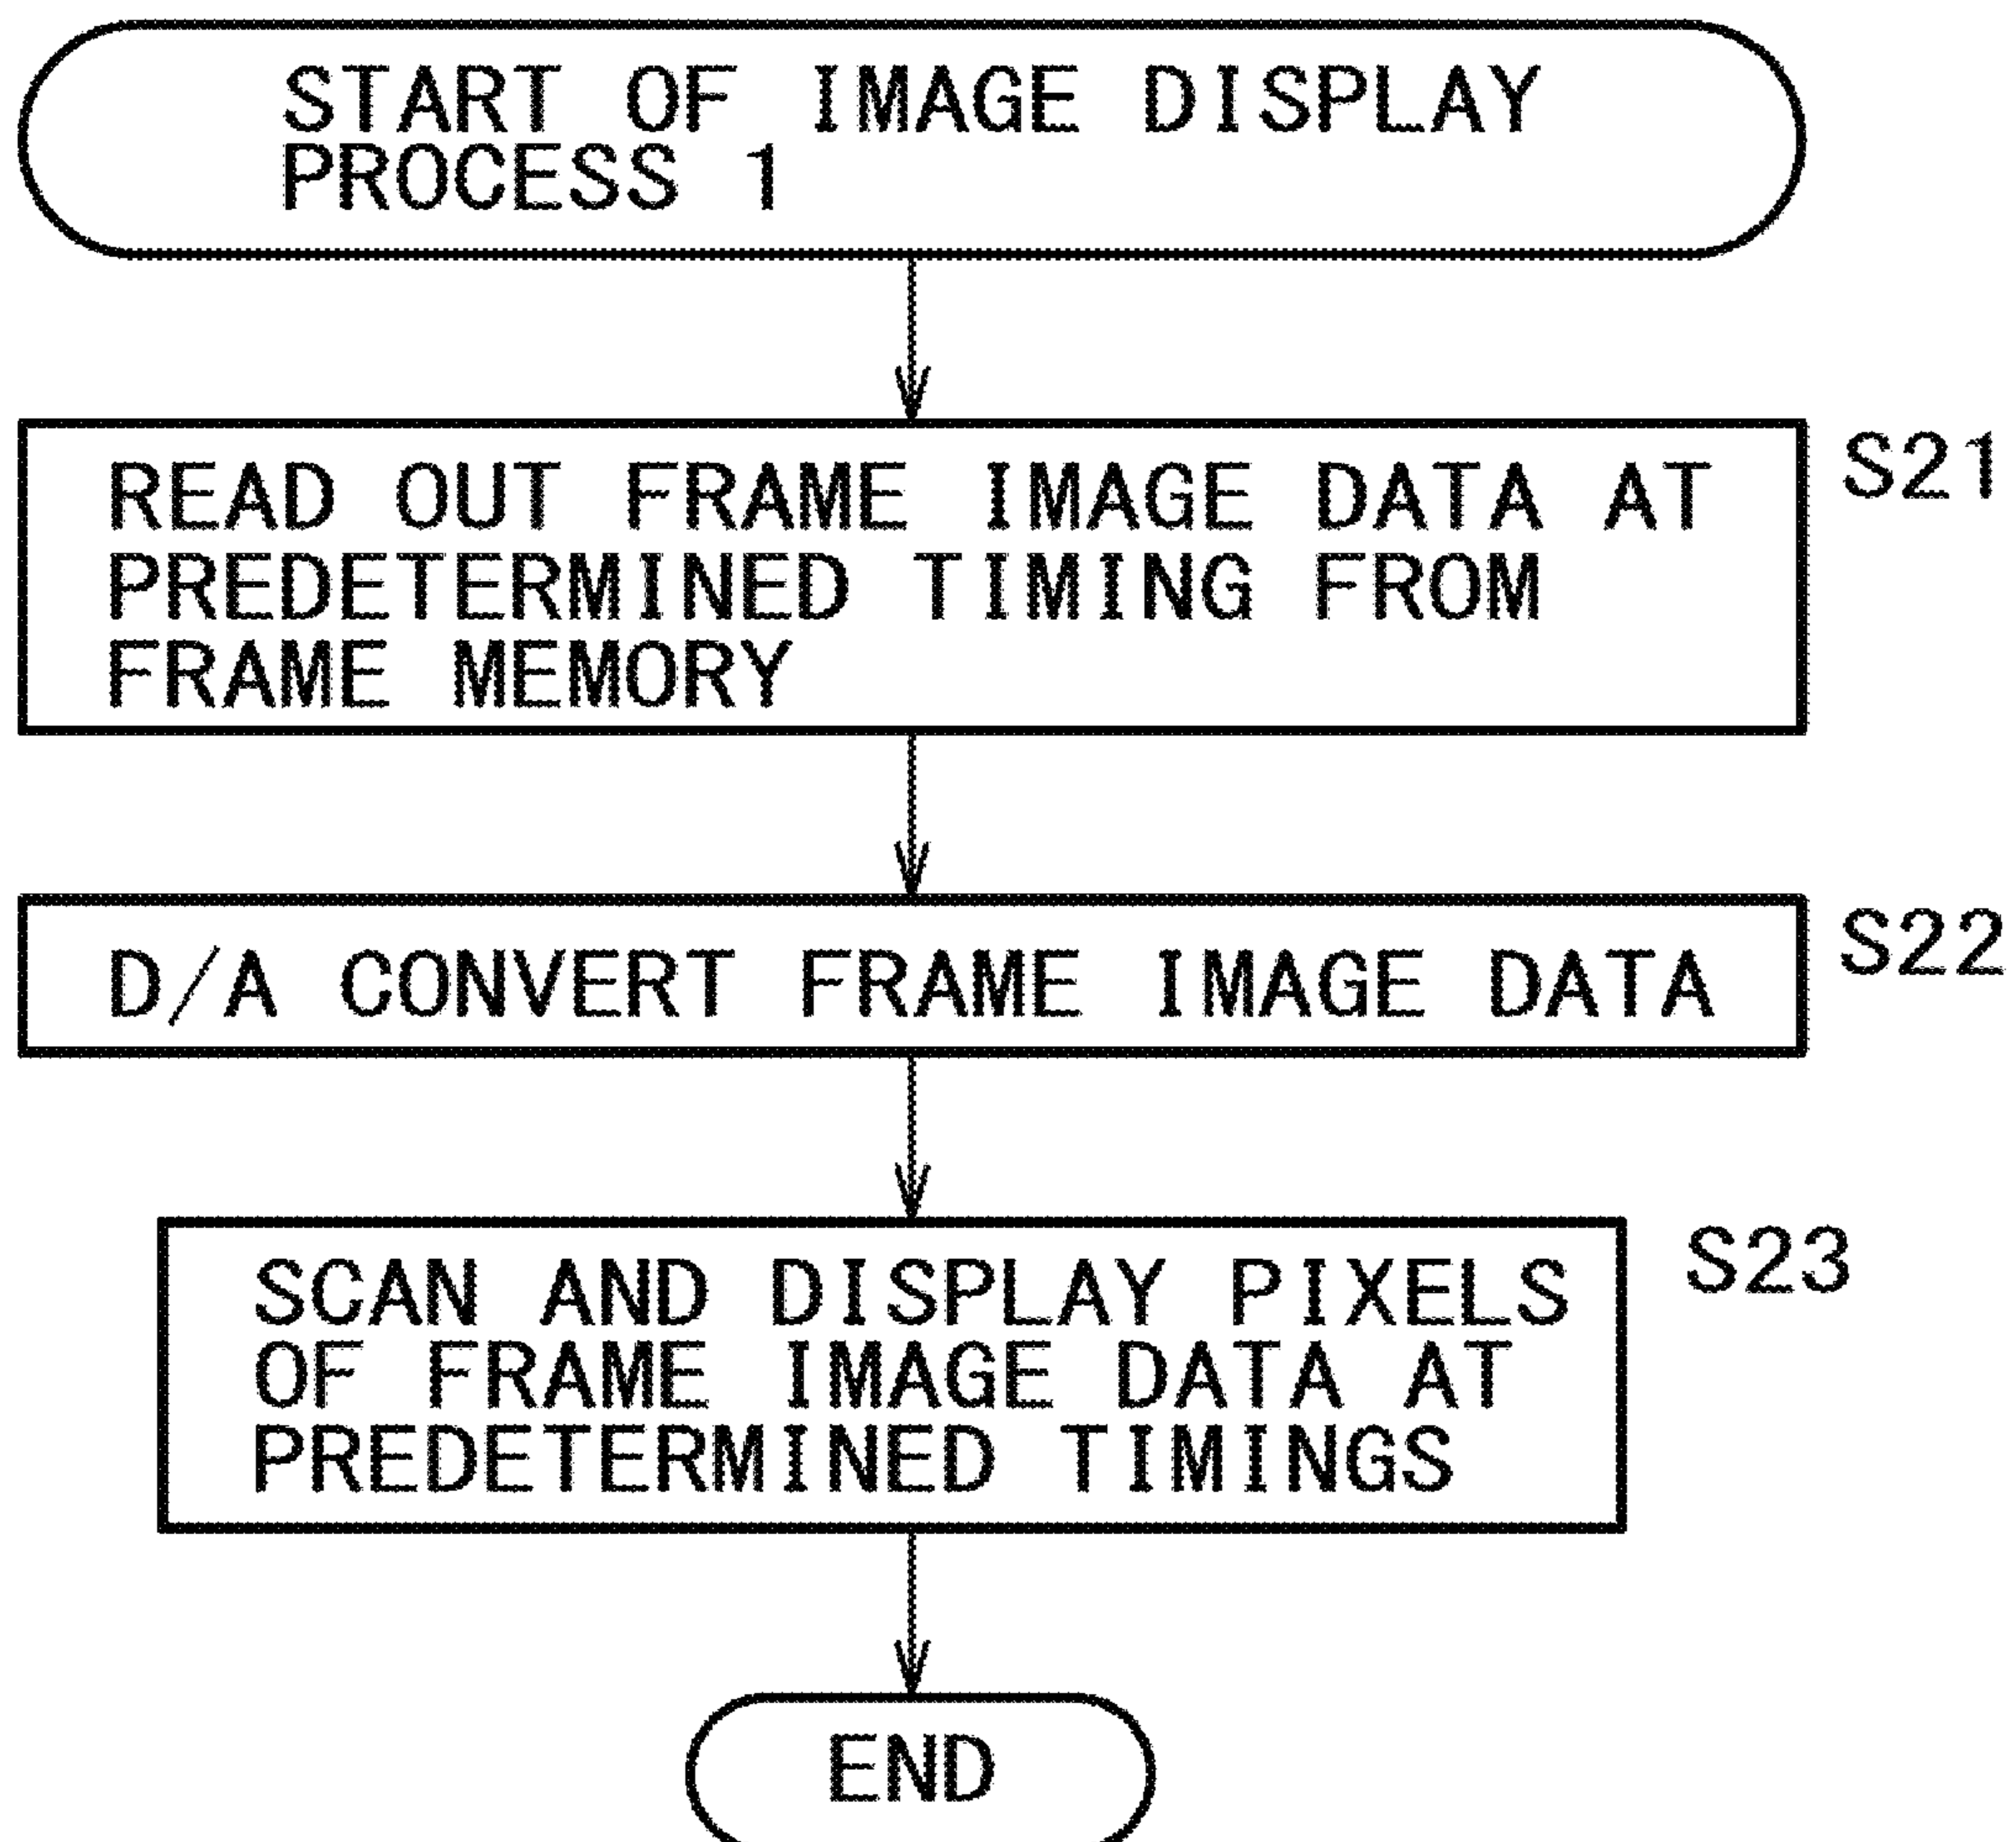 START OF IMAGE DISPLAY
PROCESS 1
READ OUT FRAME IMAGE DATA AT
PREDETERMINED TIMING FROM
FRAME MEMORY
S21
D/A CONVERT FRAME IMAGE DATA
S22
SCAN AND DISPLAY PIXELS
OF FRAME IMAGE DATA AT
PREDETERMINED TIMINGS
S23
END